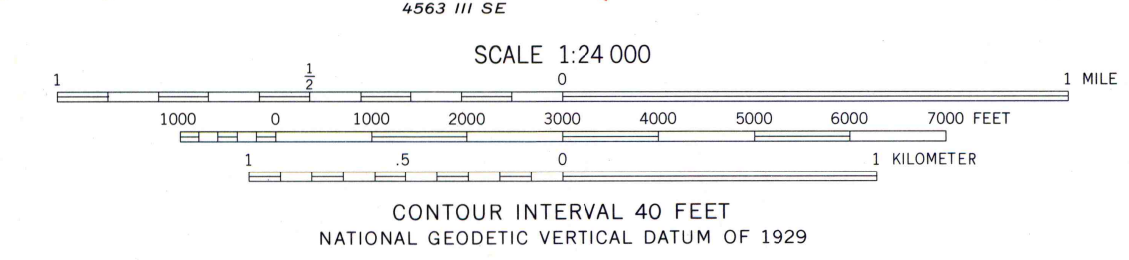 4563 III SE
SCALE 1:24 000
1 1/2 0 1 MILE
1000 0 1000 2000 3000 4000 5000 6000 7000 FEET
1 .5 0 1 KILOMETER
CONTOUR INTERVAL 40 FEET
NATIONAL GEODETIC VERTICAL DATUM OF 1929